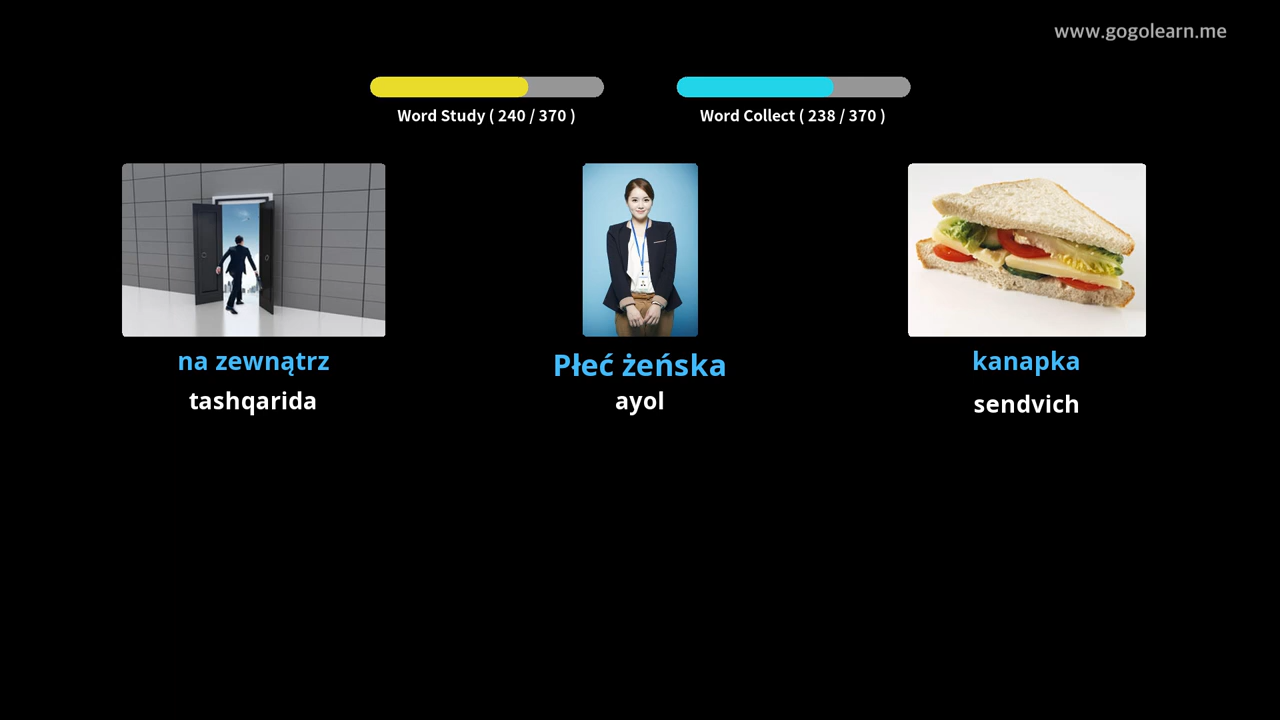 www.gogolearn.me
Word Study ( 240 / 370 )
Word Collect ( 238 / 370 )
na zewnątrz
Płeć żeńska
kanapka
tashqarida
ayol
sendvich